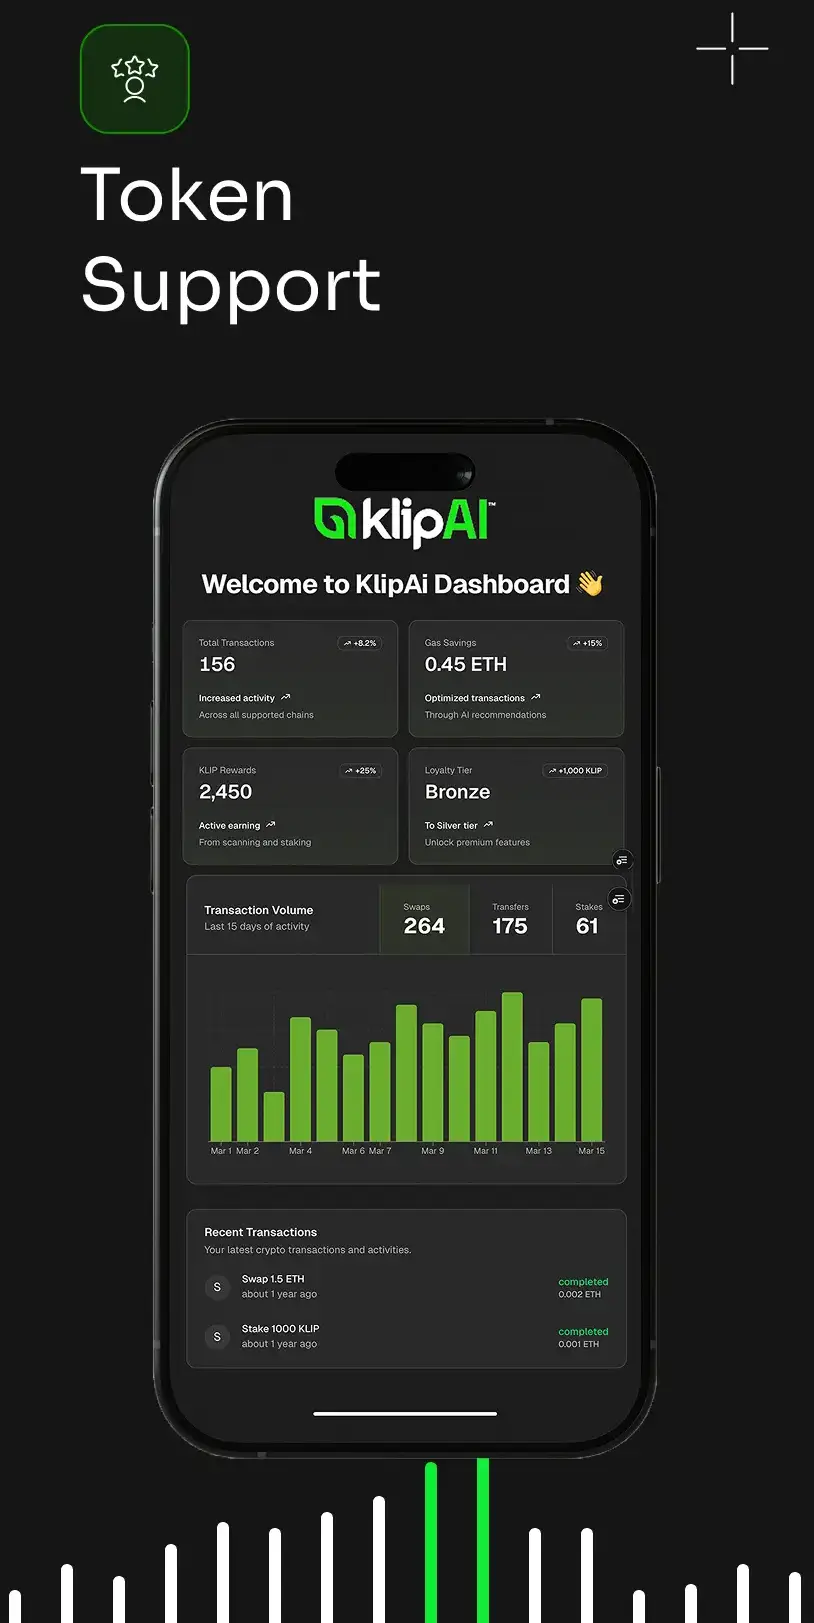 Token
Support
klipAI™
Welcome to KlipAi Dashboard 👋
Total Transactions
+8.2%
156
Increased activity
Across all supported chains
Gas Savings
+15%
0.45 ETH
Optimized transactions
Through AI recommendations
KLIP Rewards
+25%
2,450
Active earning
From scanning and staking
Loyalty Tier
+1,000 KLIP
Bronze
To Silver tier
Unlock premium features
Transaction Volume
Last 15 days of activity
Swaps
264
Transfers
175
Stakes
61
Mar 1 Mar 2 Mar 4 Mar 6 Mar 7 Mar 9 Mar 11 Mar 13 Mar 15
Recent Transactions
Your latest crypto transactions and activities.
S
Swap 1.5 ETH
about 1 year ago
completed
0.002 ETH
S
Stake 1000 KLIP
about 1 year ago
completed
0.001 ETH